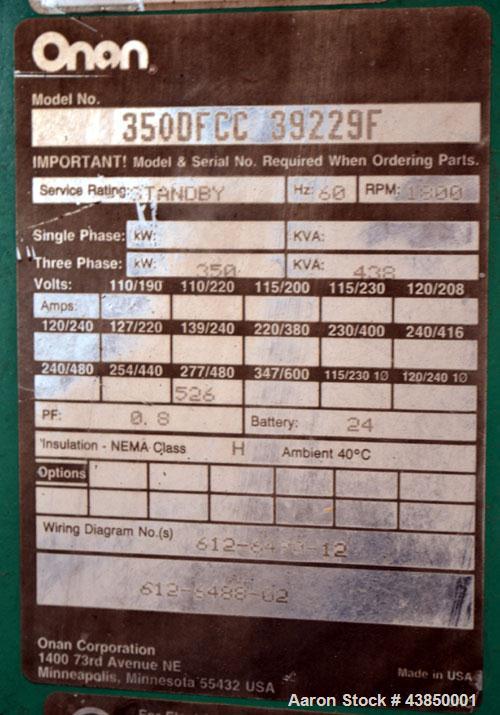 Onan
Model No.
350DFCC 39229F
IMPORTANT! Model & Serial No. Required When Ordering Parts.
Service Rating: STANDBY Hz: 60 RPM: 1800
Single Phase: kW: KVA:
Three Phase: kW: 350 KVA: 438
Volts: 110/190 110/220 115/200 115/230 120/208
Amps:
120/240 127/220 139/240 220/380 230/400 240/416
240/480 254/440 277/480 347/600 115/230 1Ø 120/240 1Ø
526
PF: 0.8 Battery: 24
Insulation - NEMA Class H Ambient 40°C
Options
Wiring Diagram No.(s)
612-6488-02
Onan Corporation
1400 73rd Avenue NE
Minneapolis, Minnesota 55432 USA
Made in USA
Aaron Stock # 43850001